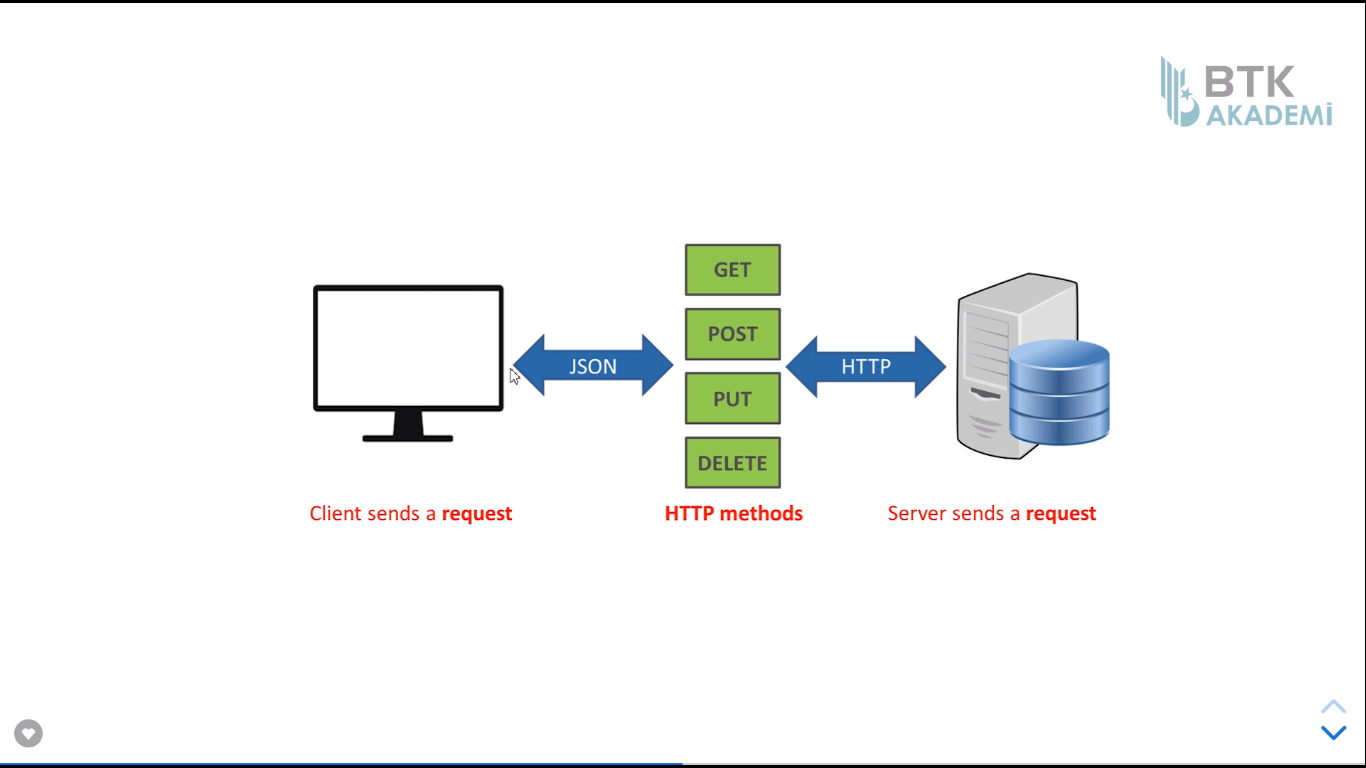 BTK
AKADEMİ
GET
POST
JSON
HTTP
PUT
DELETE
Client sends a request
HTTP methods
Server sends a request